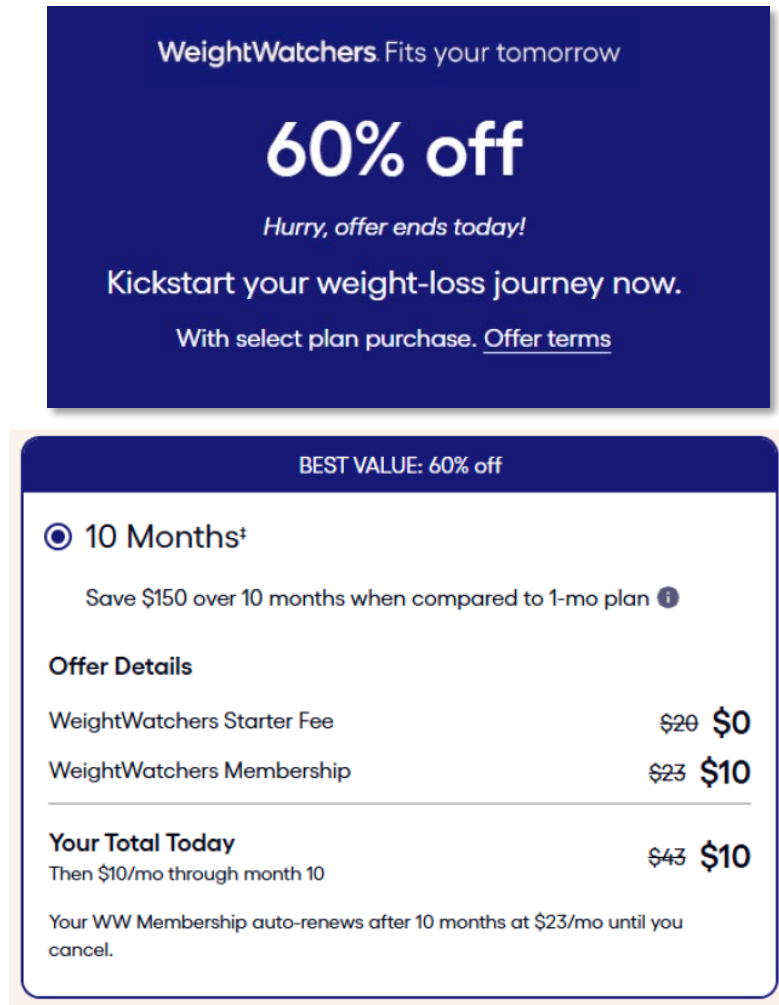 WeightWatchers. Fits your tomorrow
60% off
Hurry, offer ends today!
Kickstart your weight-loss journey now.
With select plan purchase. Offer terms
BEST VALUE: 60% off
10 Months‡
Save $150 over 10 months when compared to 1-mo plan i
Offer Details
WeightWatchers Starter Fee $20 $0
WeightWatchers Membership $23 $10
Your Total Today $43 $10
Then $10/mo through month 10
Your WW Membership auto-renews after 10 months at $23/mo until you
cancel.